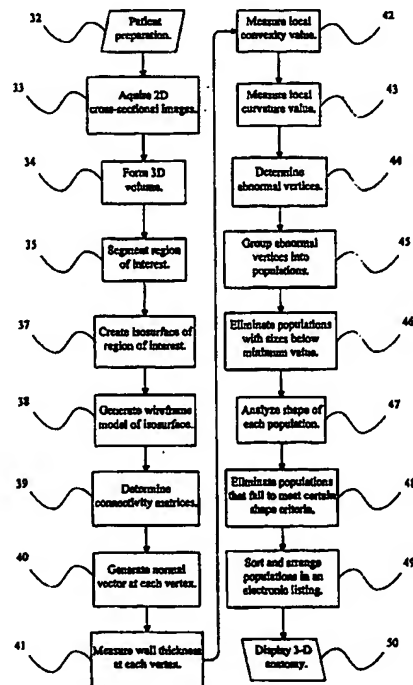 32
Patient
preparation.
33
Aquire 2D
cross-sectional images.
34
Form 3D
volume.
35
Segment region
of interest.
37
Create isosurface of
region of interest.
38
Generate wireframe
model of isosurface.
39
Determine
connectivity matrices.
40
Generate normal
vector at each vertex.
41
Measure wall thickness
at each vertex.
42
Measure local
convexity value.
43
Measure local
curvature value.
44
Determine
abnormal vertices.
45
Group abnormal
vertices into
populations.
46
Eliminate populations
with sizes below
minimum value.
47
Analyze shape of
each population.
48
Eliminate populations
that fail to meet certain
shape criteria.
49
Sort and arrange
populations in an
electronic listing.
50
Display 3-D
anatomy.